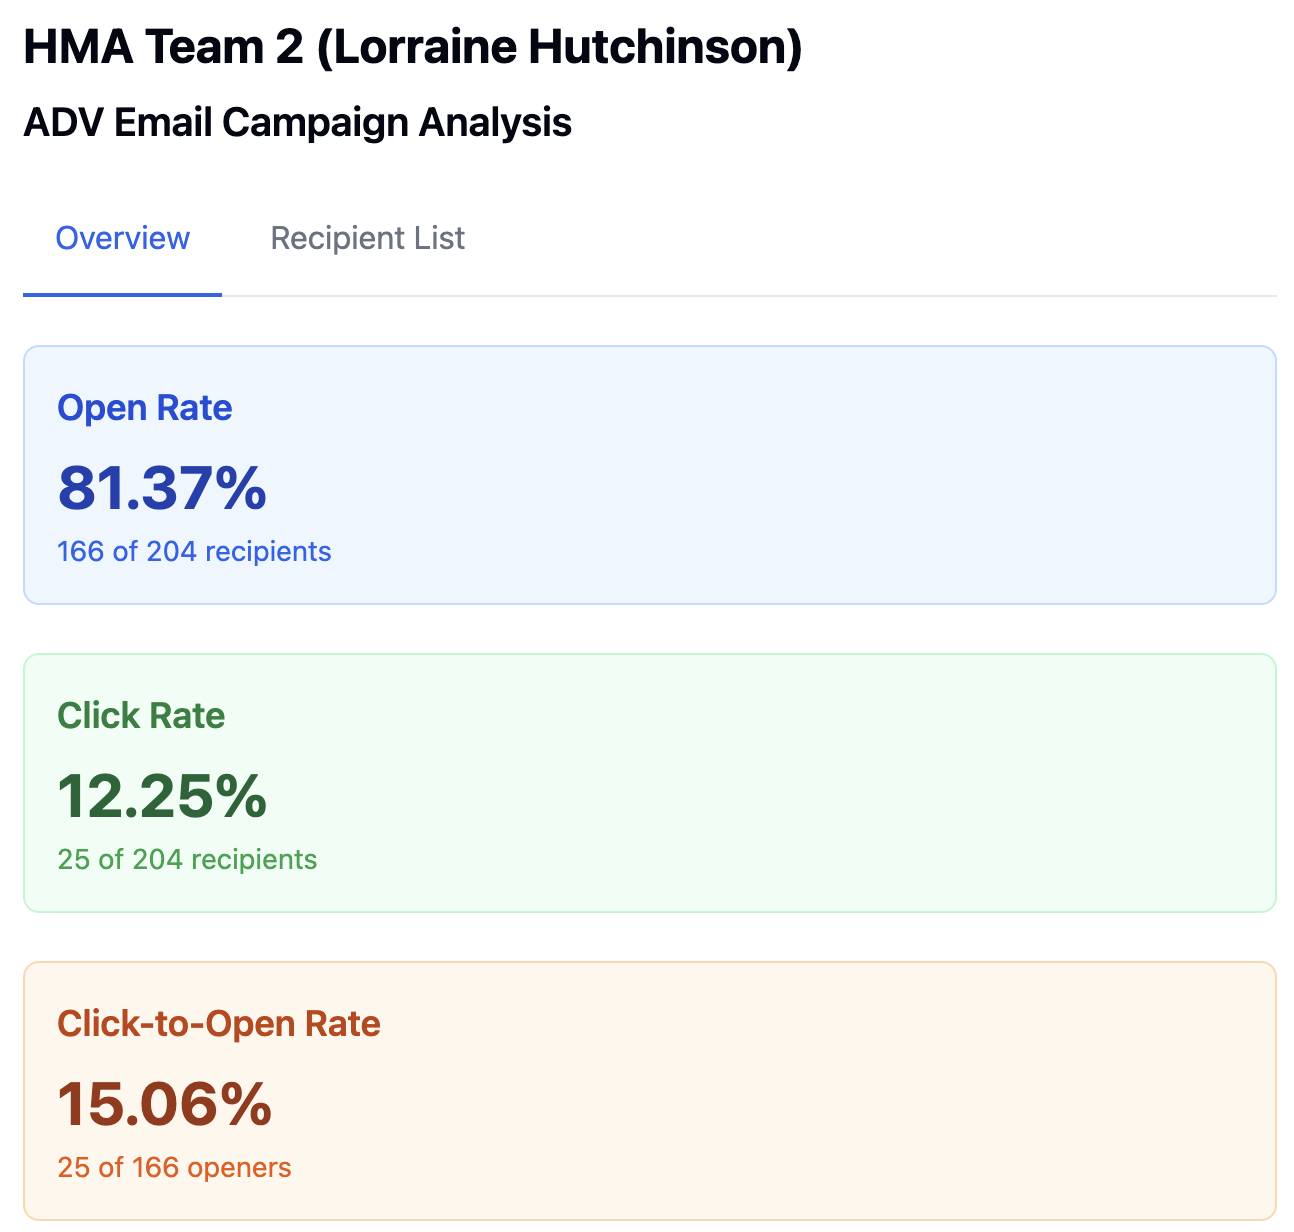 HMA Team 2 (Lorraine Hutchinson)
ADV Email Campaign Analysis
Overview
Recipient List
Open Rate
81.37%
166 of 204 recipients
Click Rate
12.25%
25 of 204 recipients
Click-to-Open Rate
15.06%
25 of 166 openers